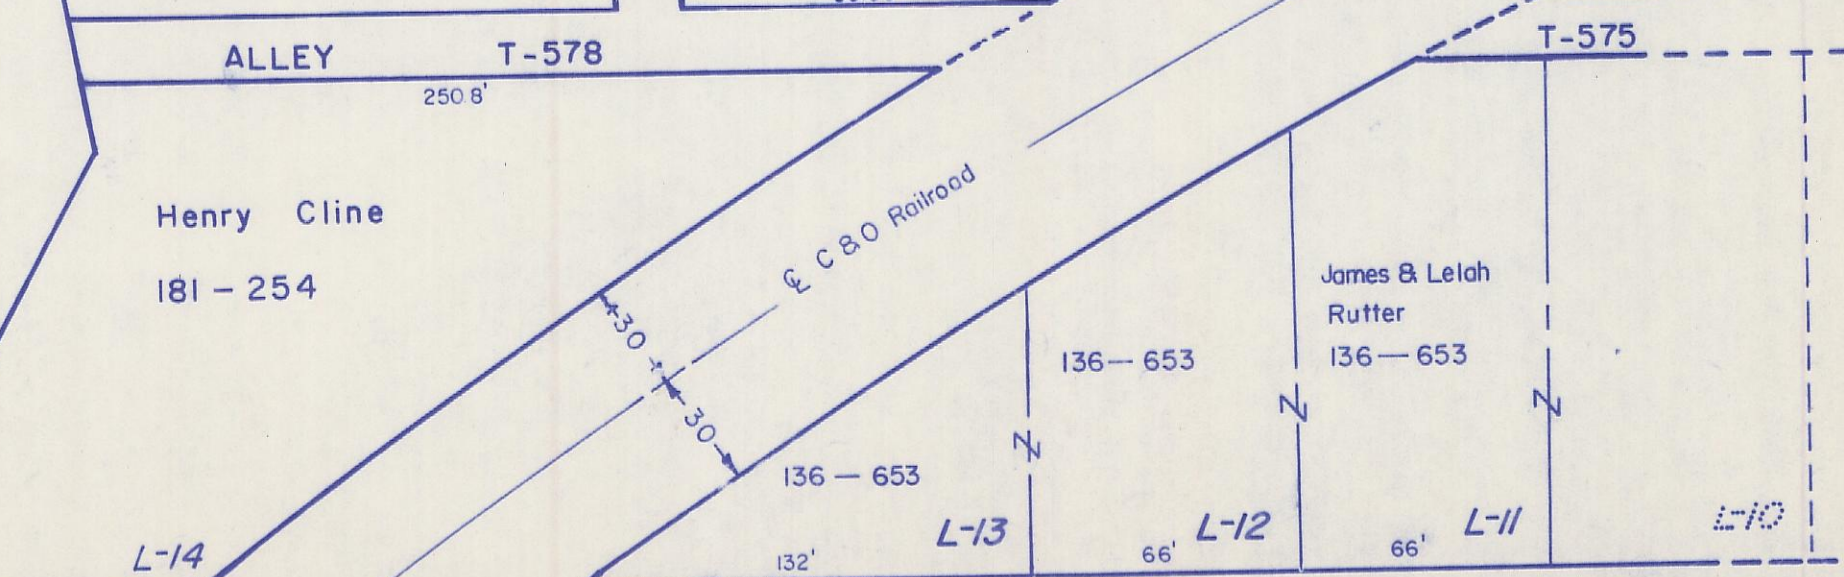 T-575
ALLEY T-578
250.8'
Henry Cline
181-254
℄ C & O Railroad
30
30
James & Lelah
Rutter
136-653
136-653
136-653
L-14
L-13
L-12
L-11
L-10
132'
66'
66'